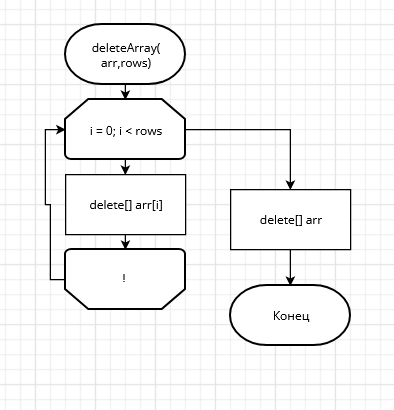 deleteArray(
arr,rows)
i = 0; i < rows
delete[] arr[i]
!
delete[] arr
Конец